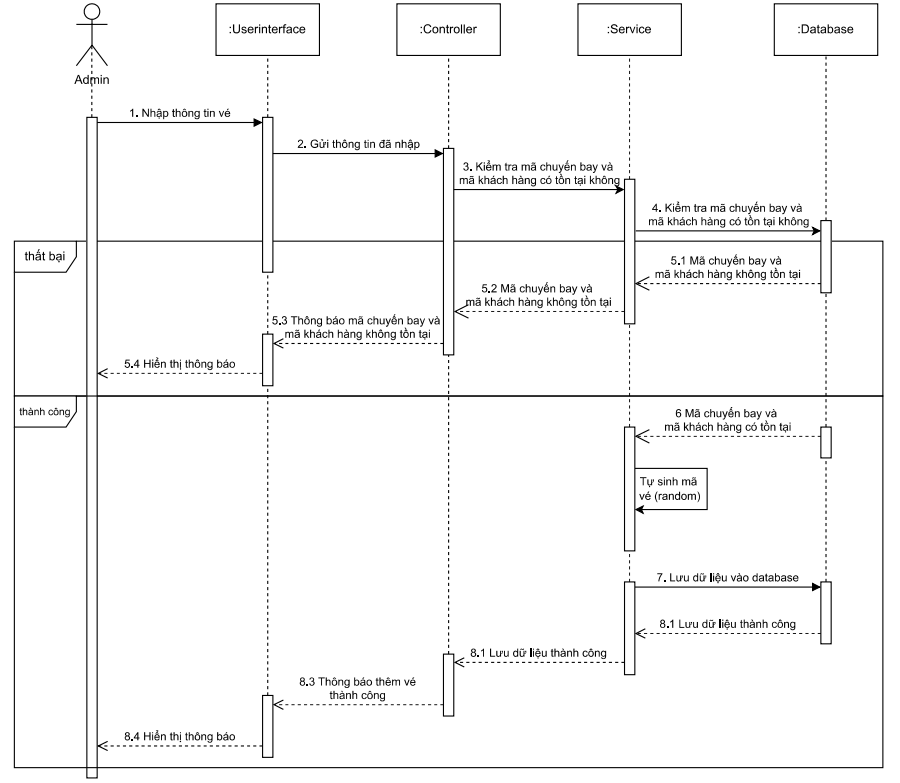 :Userinterface
:Controller
:Service
:Database
Admin
1. Nhập thông tin vé
2. Gửi thông tin đã nhập
3. Kiểm tra mã chuyến bay và
mã khách hàng có tồn tại không
4. Kiểm tra mã chuyến bay và
mã khách hàng có tồn tại không
thất bại
5.1 Mã chuyến bay và
mã khách hàng không tồn tại
5.2 Mã chuyến bay và
mã khách hàng không tồn tại
5.3 Thông báo mã chuyến bay và
mã khách hàng không tồn tại
5.4 Hiển thị thông báo
thành công
6 Mã chuyến bay và
mã khách hàng có tồn tại
Tự sinh mã
vé (random)
7. Lưu dữ liệu vào database
8.1 Lưu dữ liệu thành công
8.1 Lưu dữ liệu thành công
8.3 Thông báo thêm vé
thành công
8.4 Hiển thị thông báo